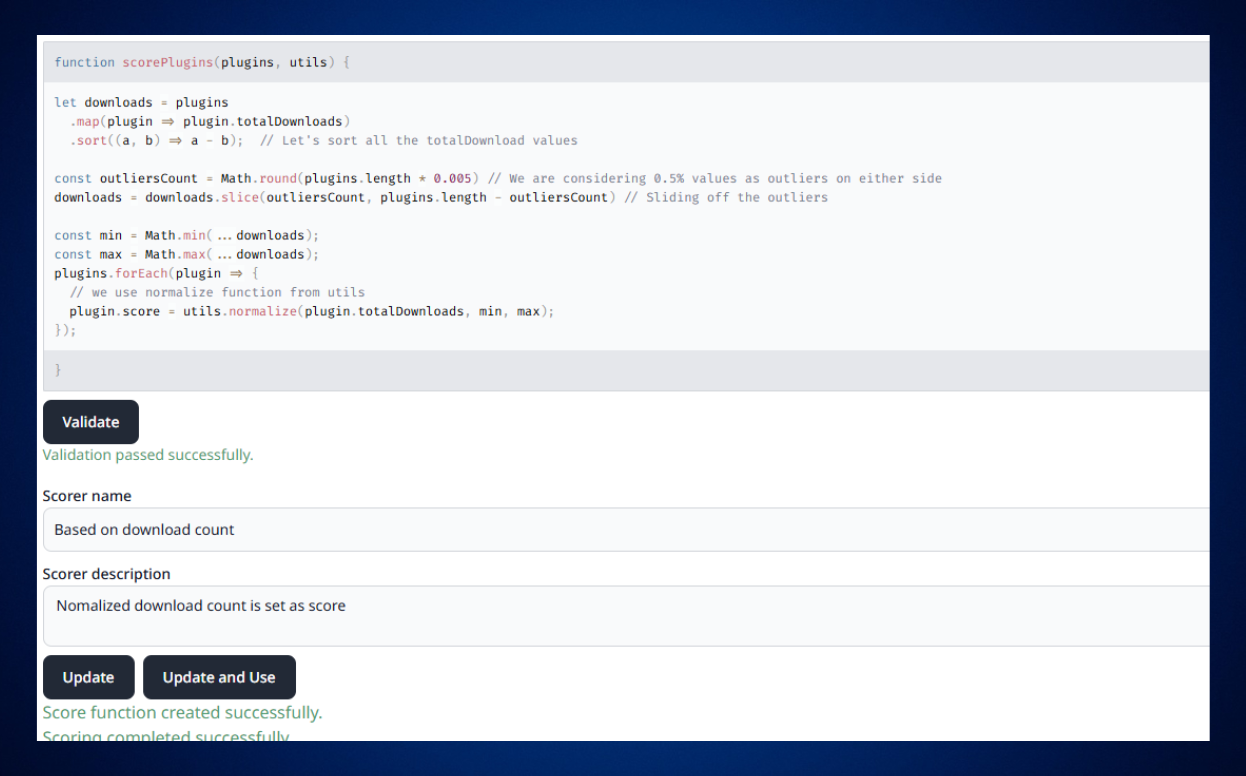 function scorePlugins(plugins, utils) {
let downloads = plugins
.map(plugin => plugin.totalDownloads)
.sort((a, b) => a - b);  // Let's sort all the totalDownload values
const outliersCount = Math.round(plugins.length * 0.005) // We are considering 0.5% values as outliers on either side
downloads = downloads.slice(outliersCount, plugins.length - outliersCount) // Sliding off the outliers
const min = Math.min(...downloads);
const max = Math.max(...downloads);
plugins.forEach(plugin => {
// we use normalize function from utils
plugin.score = utils.normalize(plugin.totalDownloads, min, max);
});
}
Validate
Validation passed successfully.
Scorer name
Based on download count
Scorer description
Nomalized download count is set as score
Update Update and Use
Score function created successfully.
Scoring completed successfully